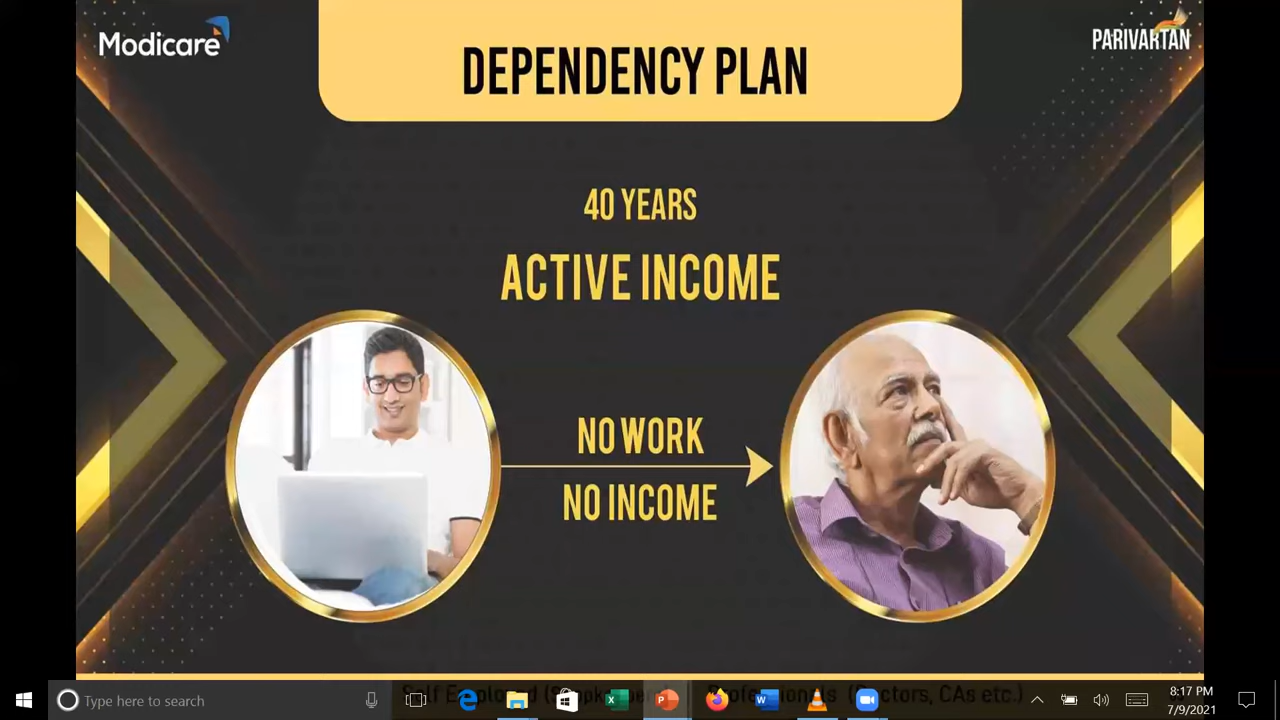 Modicare
PARIVARTAN
DEPENDENCY PLAN
40 YEARS
ACTIVE INCOME
NO WORK
NO INCOME
Type here to search
8:17 PM
7/9/2021